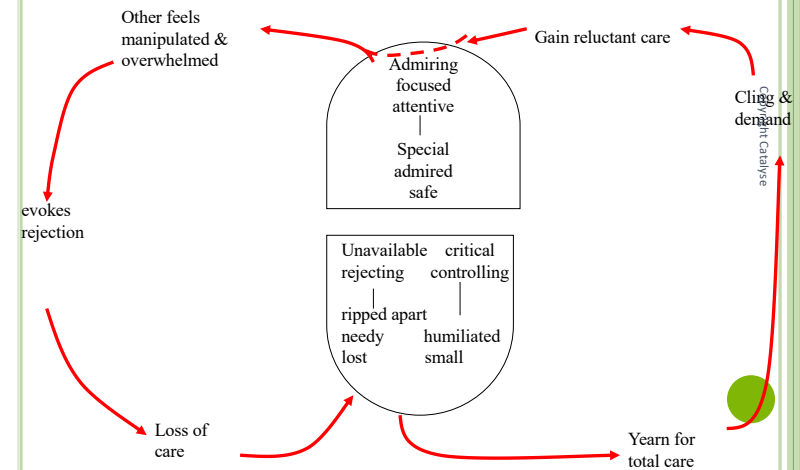 Other feels
manipulated &
overwhelmed
Gain reluctant care
Cling &
demand
Copyright Catalyse
Admiring
focused
attentive
Special
admired
safe
evokes
rejection
Unavailable critical
rejecting controlling
ripped apart
needy humiliated
lost small
Loss of
care
Yearn for
total care